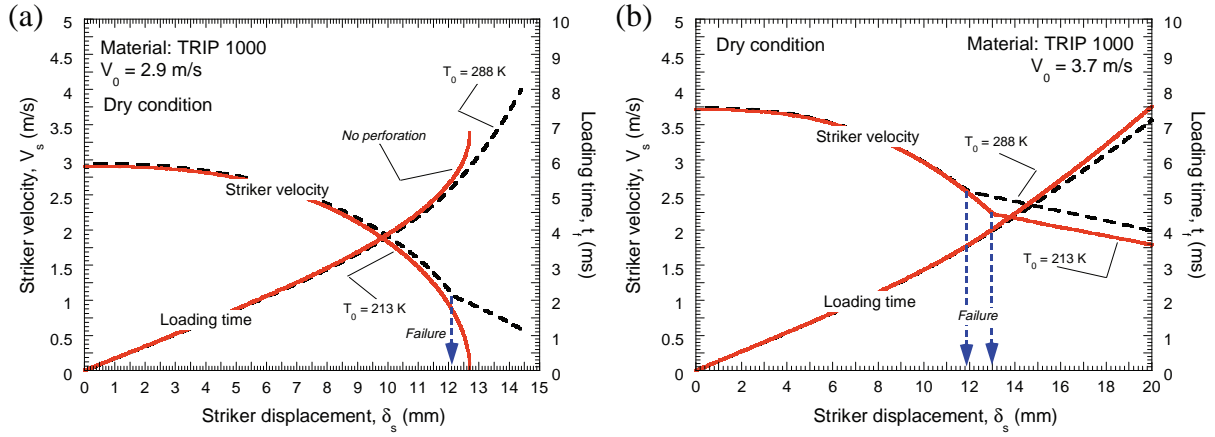 (a)
Material: TRIP 1000
V0 = 2.9 m/s
Dry condition
T0 = 288 K
No perforation
Striker velocity
T0 = 213 K
Loading time
Failure
5
4.5
4
3.5
3
2.5
2
1.5
1
0.5
0
Striker velocity, Vs (m/s)
10
9
8
7
6
5
4
3
2
1
0
Loading time, tf (ms)
0 1 2 3 4 5 6 7 8 9 10 11 12 13 14 15
Striker displacement, δs (mm)
(b)
Dry condition
Material: TRIP 1000
V0 = 3.7 m/s
Striker velocity
T0 = 288 K
T0 = 213 K
Loading time
Failure
5
4.5
4
3.5
3
2.5
2
1.5
1
0.5
0
Striker velocity, Vs (m/s)
10
9
8
7
6
5
4
3
2
1
0
Loading time, tf (ms)
0 2 4 6 8 10 12 14 16 18 20
Striker displacement, δs (mm)